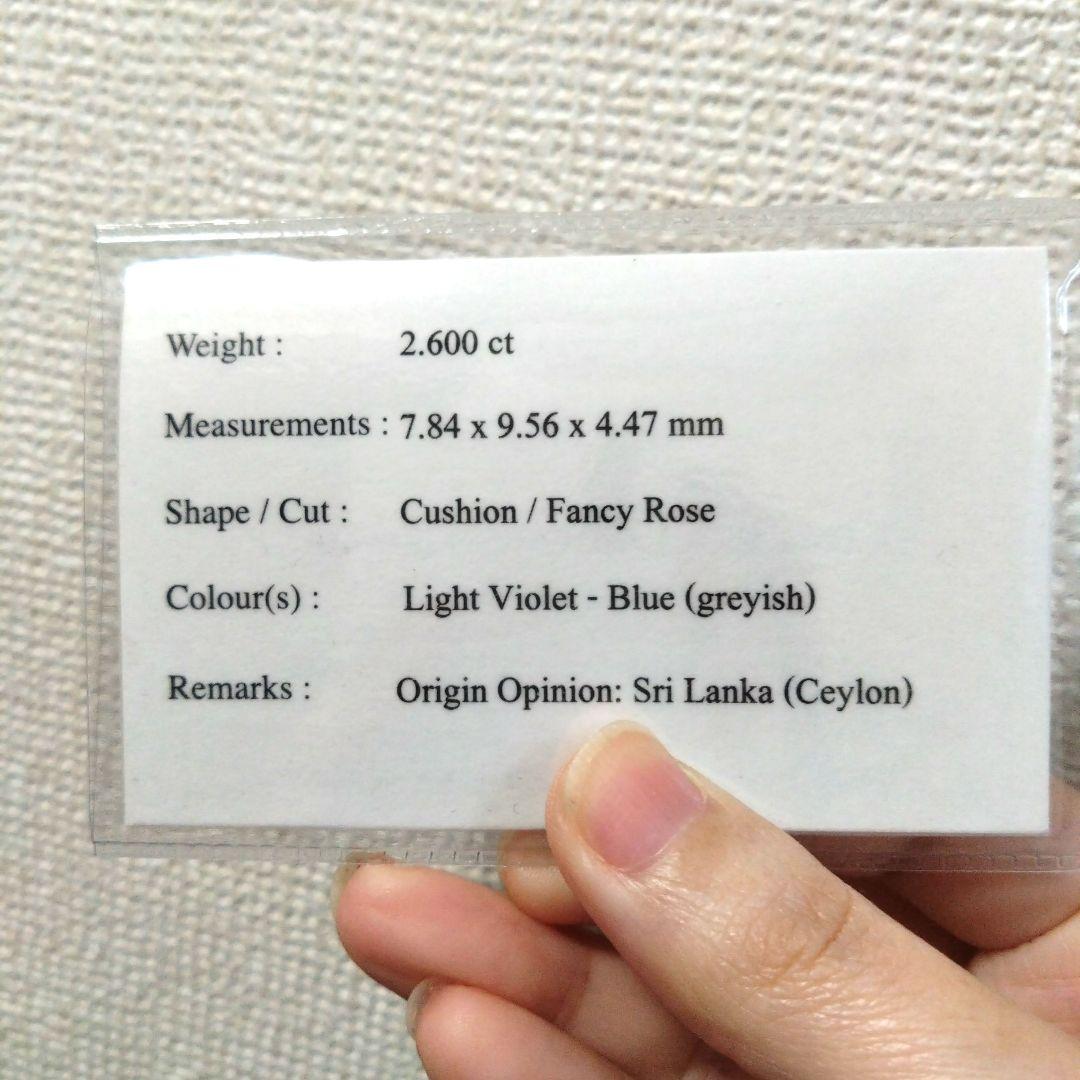 Weight : 2.600 ct
Measurements : 7.84 x 9.56 x 4.47 mm
Shape / Cut : Cushion / Fancy Rose
Colour(s) : Light Violet - Blue (greyish)
Remarks : Origin Opinion: Sri Lanka (Ceylon)